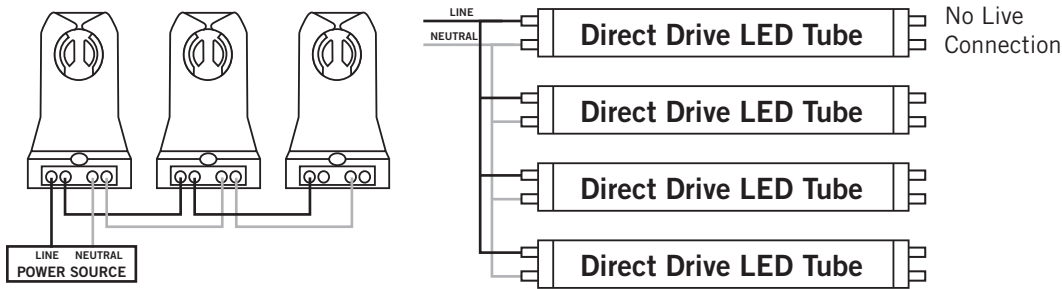 LINE NEUTRAL
POWER SOURCE
LINE
NEUTRAL
Direct Drive LED Tube
No Live
Connection
Direct Drive LED Tube
Direct Drive LED Tube
Direct Drive LED Tube